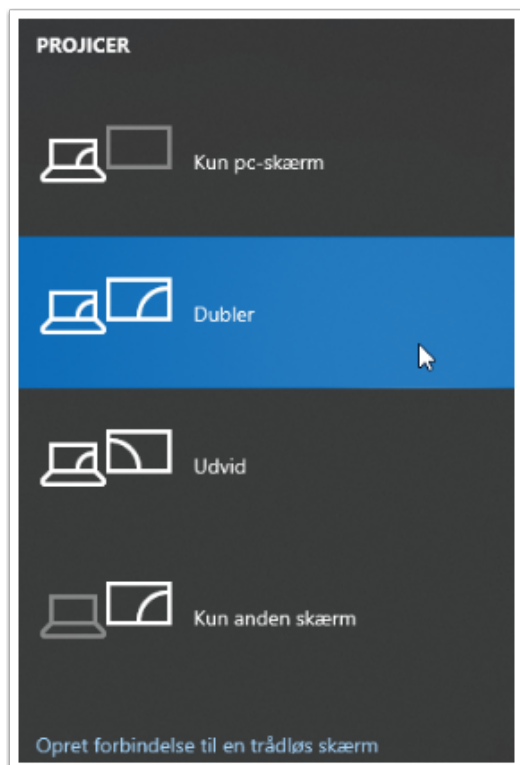 PROJICER
Kun pc-skærm
Dubler
Udvid
Kun anden skærm
Opret forbindelse til en trådløs skærm